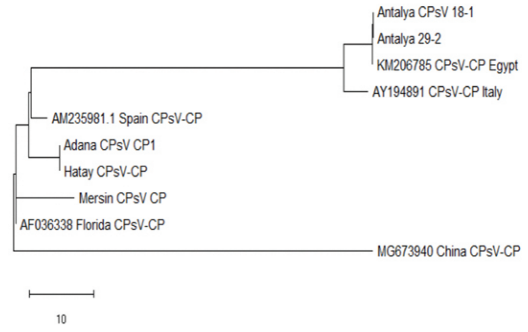 Antalya CPsV 18-1
Antalya 29-2
KM206785 CPsV-CP Egypt
AY194891 CPsV-CP Italy
AM235981.1 Spain CPsV-CP
Adana CPsV CP1
Hatay CPsV-CP
Mersin CPsV CP
AF036338 Florida CPsV-CP
MG673940 China CPsV-CP
10